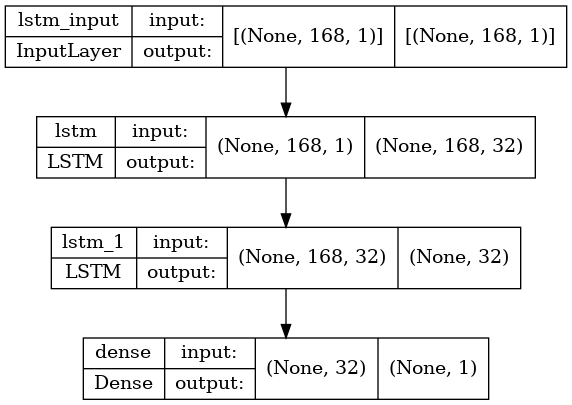 lstm_input input: [(None, 168, 1)] [(None, 168, 1)]
InputLayer output:
lstm input: (None, 168, 1) (None, 168, 32)
LSTM output:
lstm_1 input: (None, 168, 32) (None, 32)
LSTM output:
dense input: (None, 32) (None, 1)
Dense output: